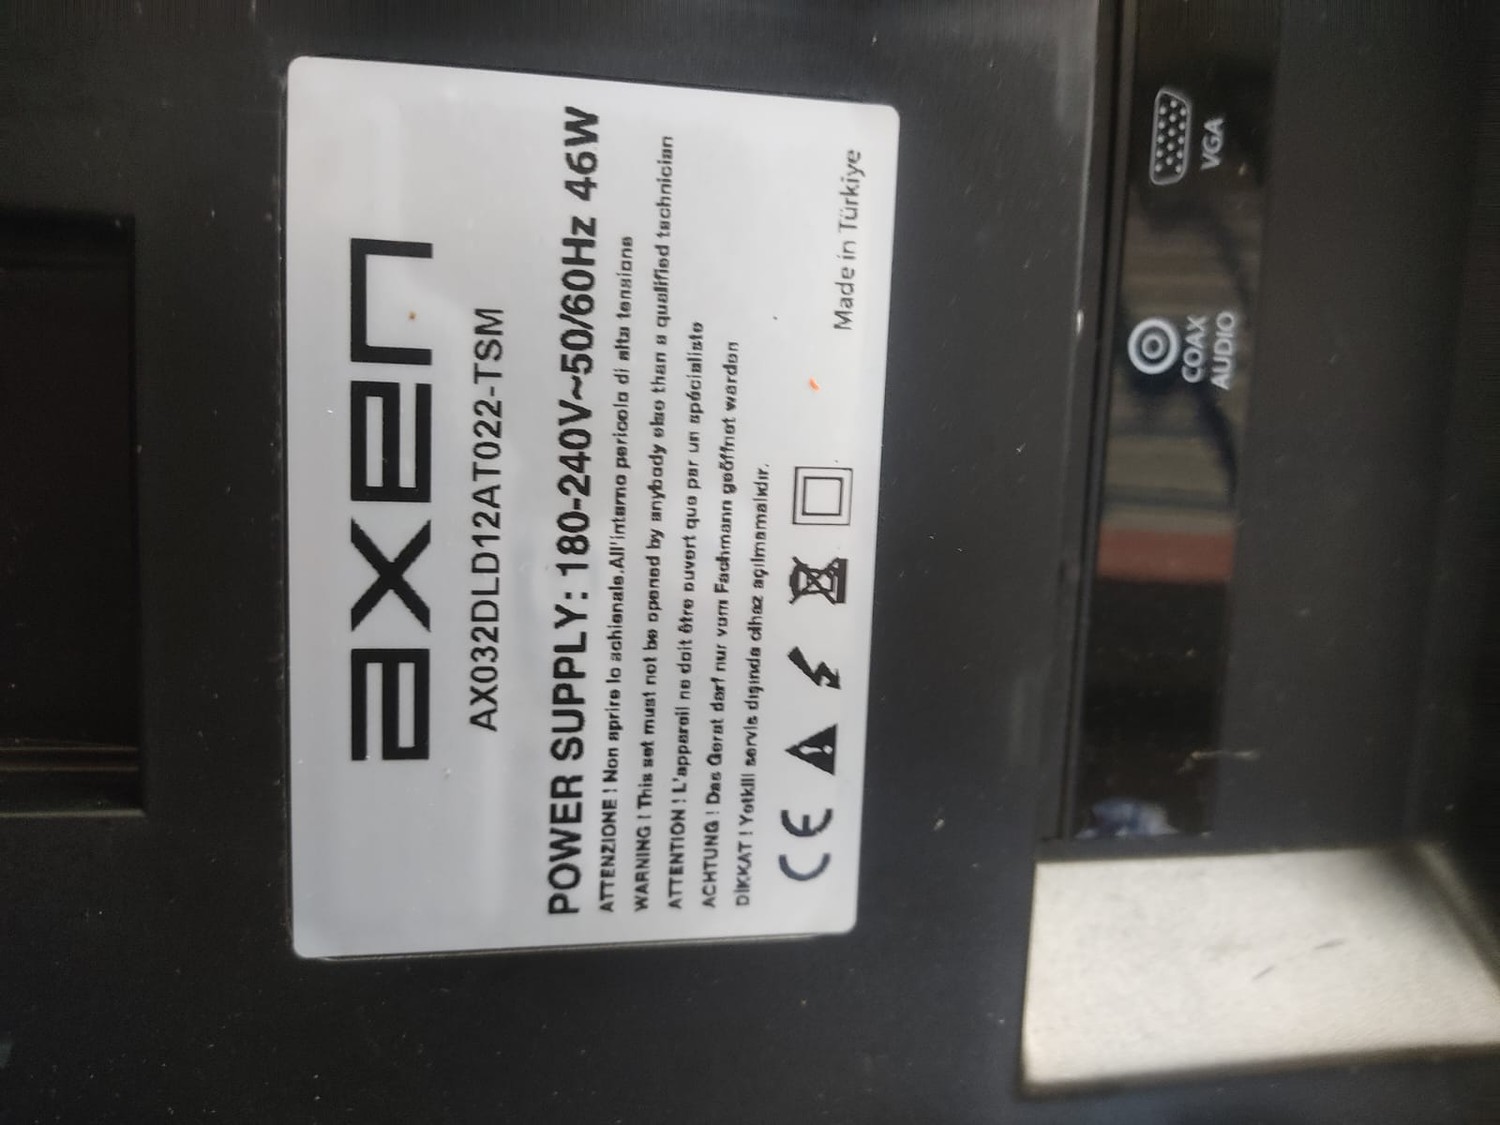 axen
AX032DLD12AT022-TSM
POWER SUPPLY: 180-240V~50/60Hz 46W
ATTENZIONE ! Non aprire lo schienale.All'interno pericolo di alta tensione
WARNING ! This set must not be opened by anybody else than a qualified technician
ATTENTION ! L'appareil ne doit être ouvert que par un spécialiste
ACHTUNG ! Das Gerat darf nur vom Fachmann geöffnet warden
DİKKAT ! Yetkili servis dışında cihaz açılmamalıdır.
CE
Made in Türkiye
COAX
AUDIO
VGA